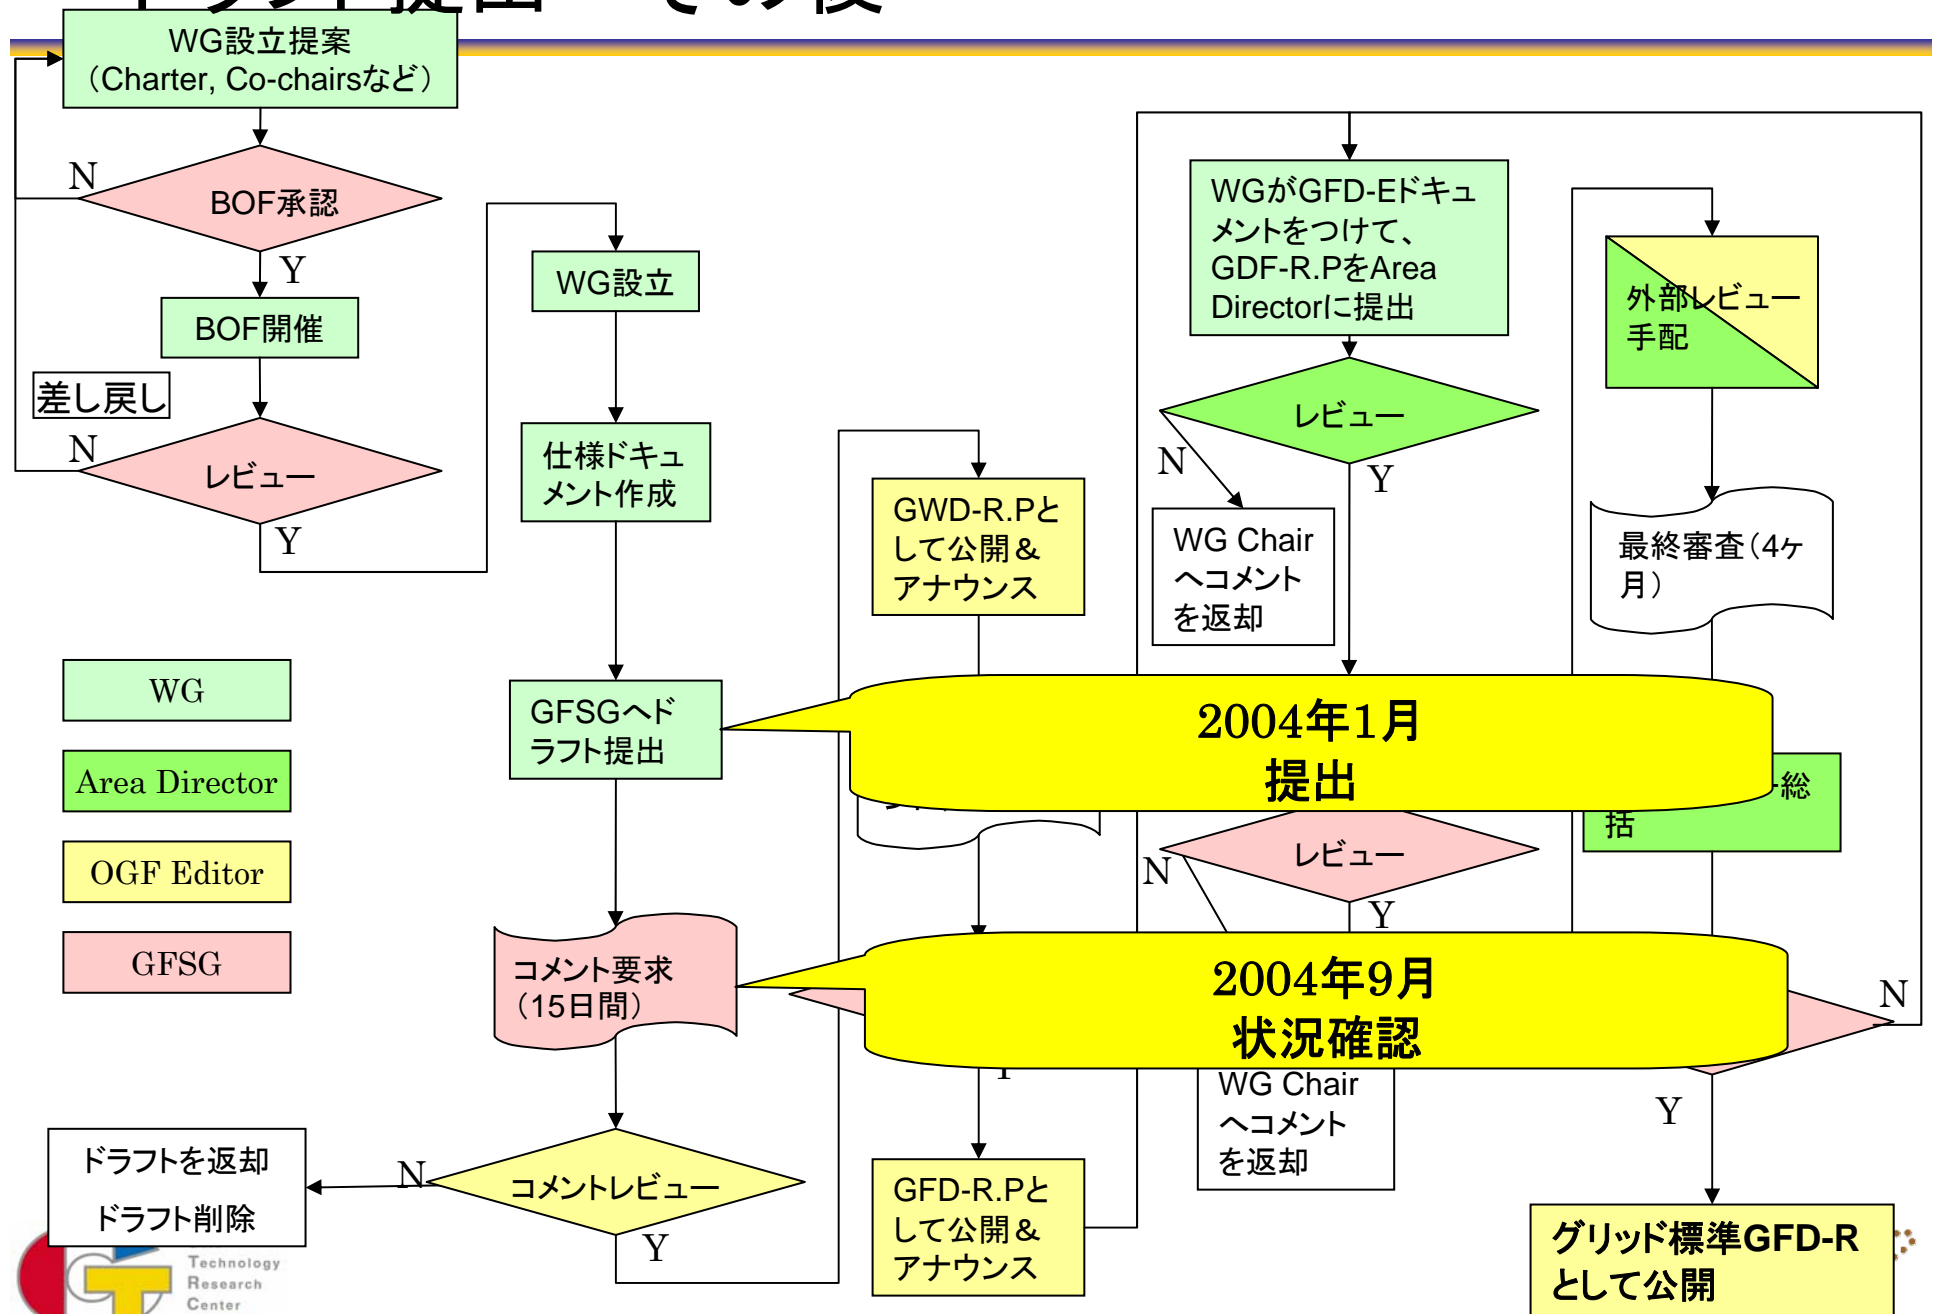 ドラフト提出 その後
WG設立提案
（Charter, Co-chairsなど）
N
BOF承認
Y
BOF開催
差し戻し
N
レビュー
Y
WG
Area Director
OGF Editor
GFSG
WG設立
仕様ドキュ
メント作成
GFSGへド
ラフト提出
コメント要求
（15日間）
コメントレビュー
N
Y
ドラフトを返却
ドラフト削除
GWD-R.Pと
して公開＆
アナウンス
GFD-R.Pと
して公開＆
アナウンス
WGがGFD-Eドキュ
メントをつけて、
GDF-R.PをArea
Directorに提出
レビュー
N
Y
WG Chair
へコメント
を返却
2004年1月
提出
レビュー
N
Y
2004年9月
状況確認
WG Chair
へコメント
を返却
外部レビュー
手配
最終審査（4ヶ
月）
総
括
N
Y
グリッド標準GFD-R
として公開
Technology
Research
Center